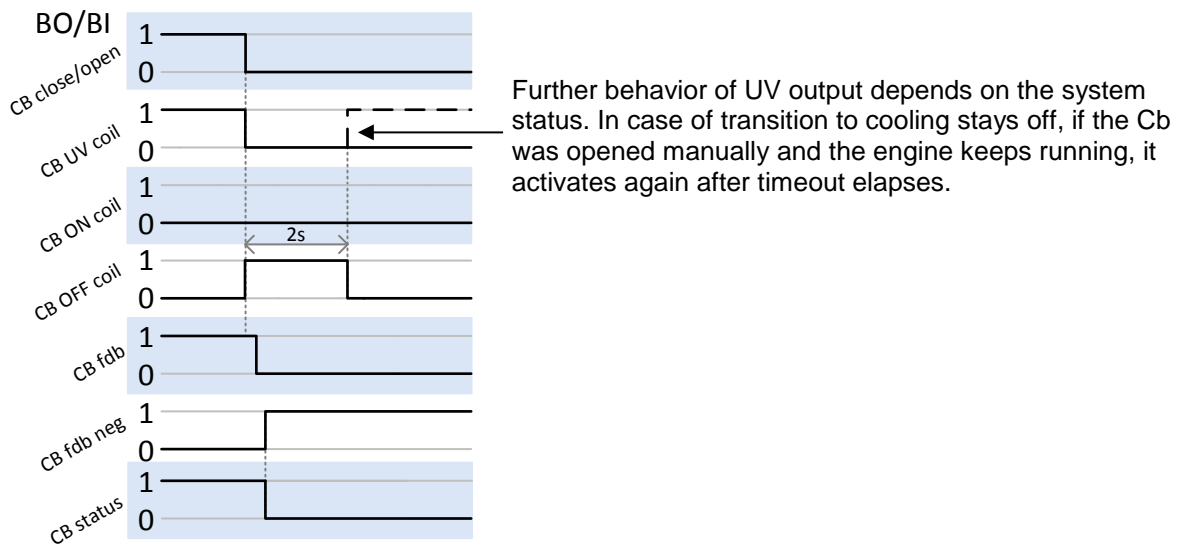 BO/BI
CB close/open
1
0
CB UV coil
1
0
CB ON coil
1
0
2s
CB OFF coil
1
0
CB fdb
1
0
CB fdb neg
1
0
CB status
1
0
Further behavior of UV output depends on the system
status. In case of transition to cooling stays off, if the Cb
was opened manually and the engine keeps running, it
activates again after timeout elapses.